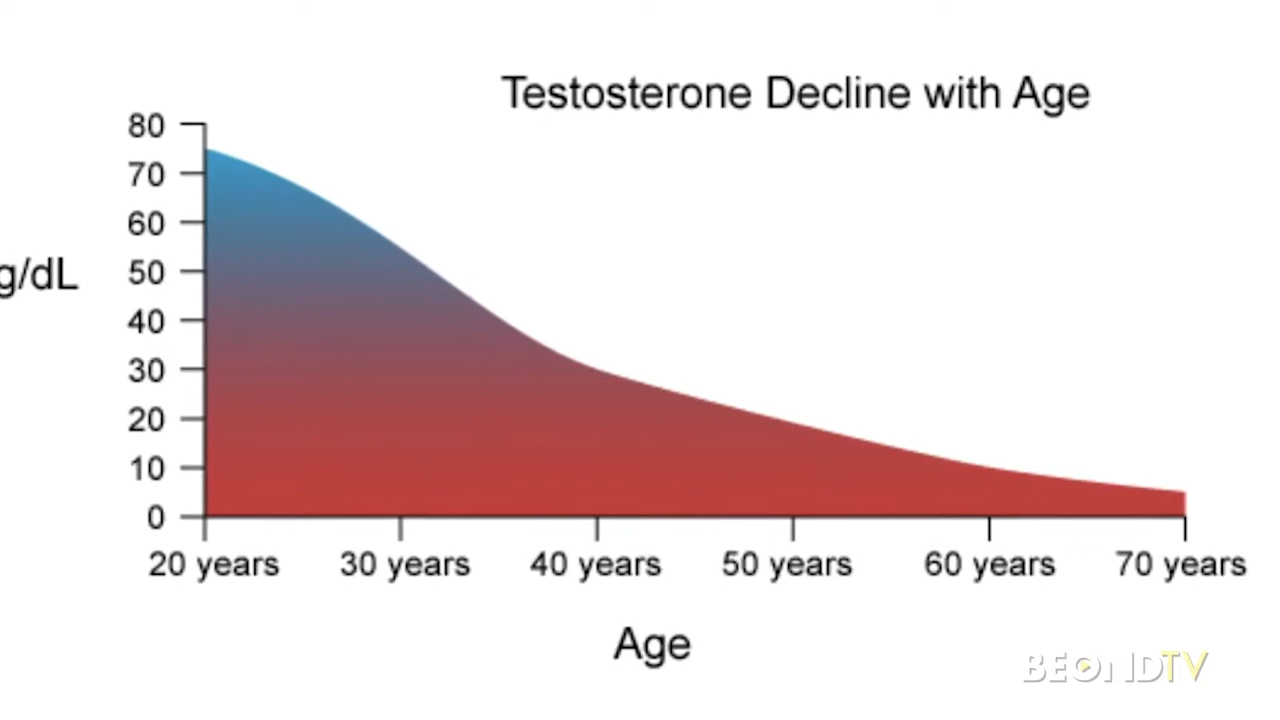 Testosterone Decline with Age
80
70
60
50
40
30
20
10
0
g/dL
20 years 30 years 40 years 50 years 60 years 70 years
Age
BEONDTV